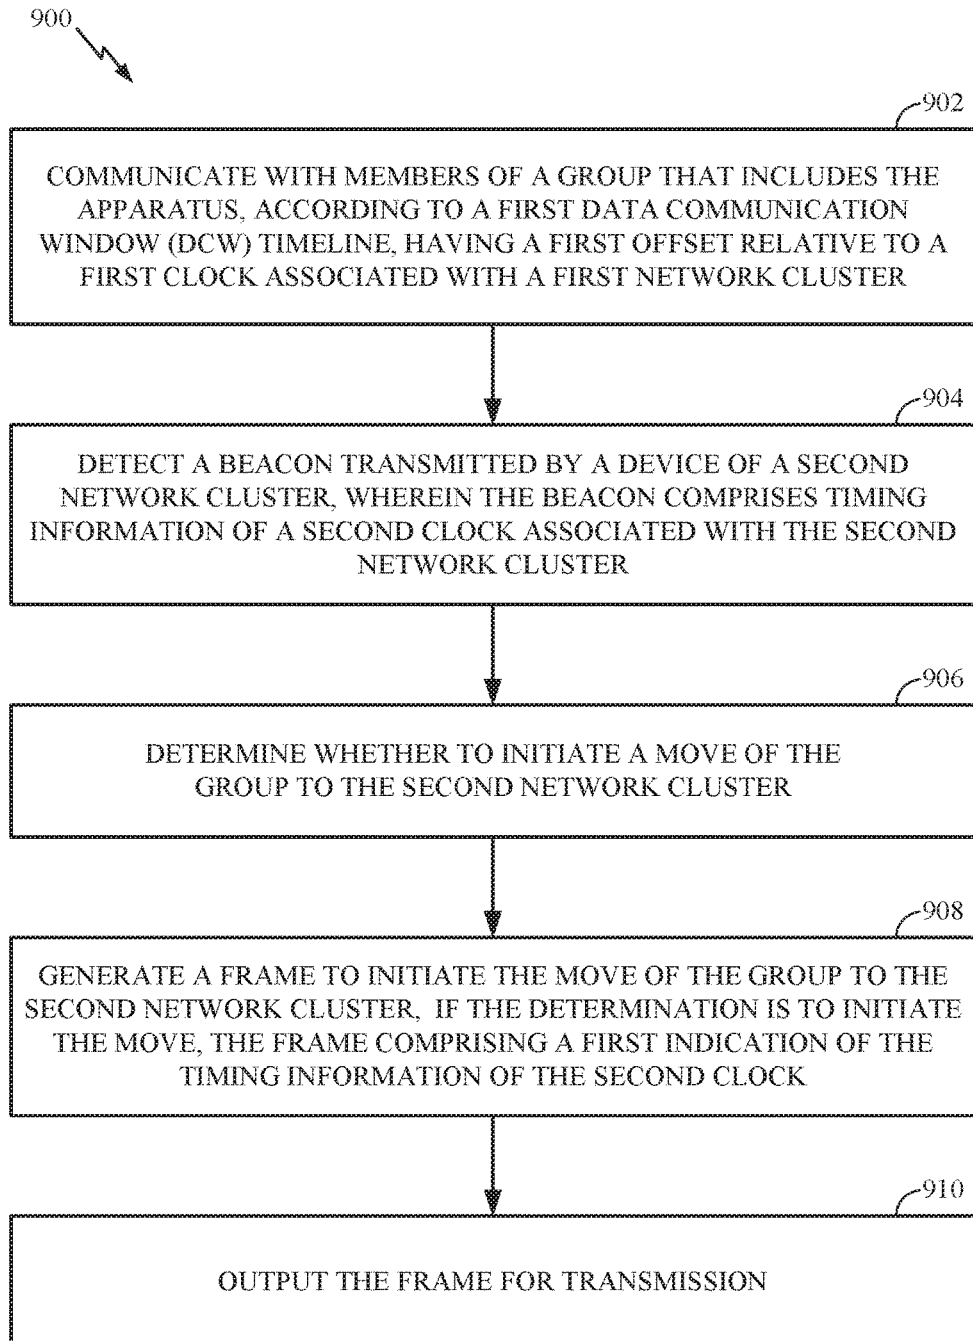 900
902
COMMUNICATE WITH MEMBERS OF A GROUP THAT INCLUDES THE
APPARATUS, ACCORDING TO A FIRST DATA COMMUNICATION
WINDOW (DCW) TIMELINE, HAVING A FIRST OFFSET RELATIVE TO A
FIRST CLOCK ASSOCIATED WITH A FIRST NETWORK CLUSTER
904
DETECT A BEACON TRANSMITTED BY A DEVICE OF A SECOND
NETWORK CLUSTER, WHEREIN THE BEACON COMPRISES TIMING
INFORMATION OF A SECOND CLOCK ASSOCIATED WITH THE SECOND
NETWORK CLUSTER
906
DETERMINE WHETHER TO INITIATE A MOVE OF THE
GROUP TO THE SECOND NETWORK CLUSTER
908
GENERATE A FRAME TO INITIATE THE MOVE OF THE GROUP TO THE
SECOND NETWORK CLUSTER, IF THE DETERMINATION IS TO INITIATE
THE MOVE, THE FRAME COMPRISING A FIRST INDICATION OF THE
TIMING INFORMATION OF THE SECOND CLOCK
910
OUTPUT THE FRAME FOR TRANSMISSION